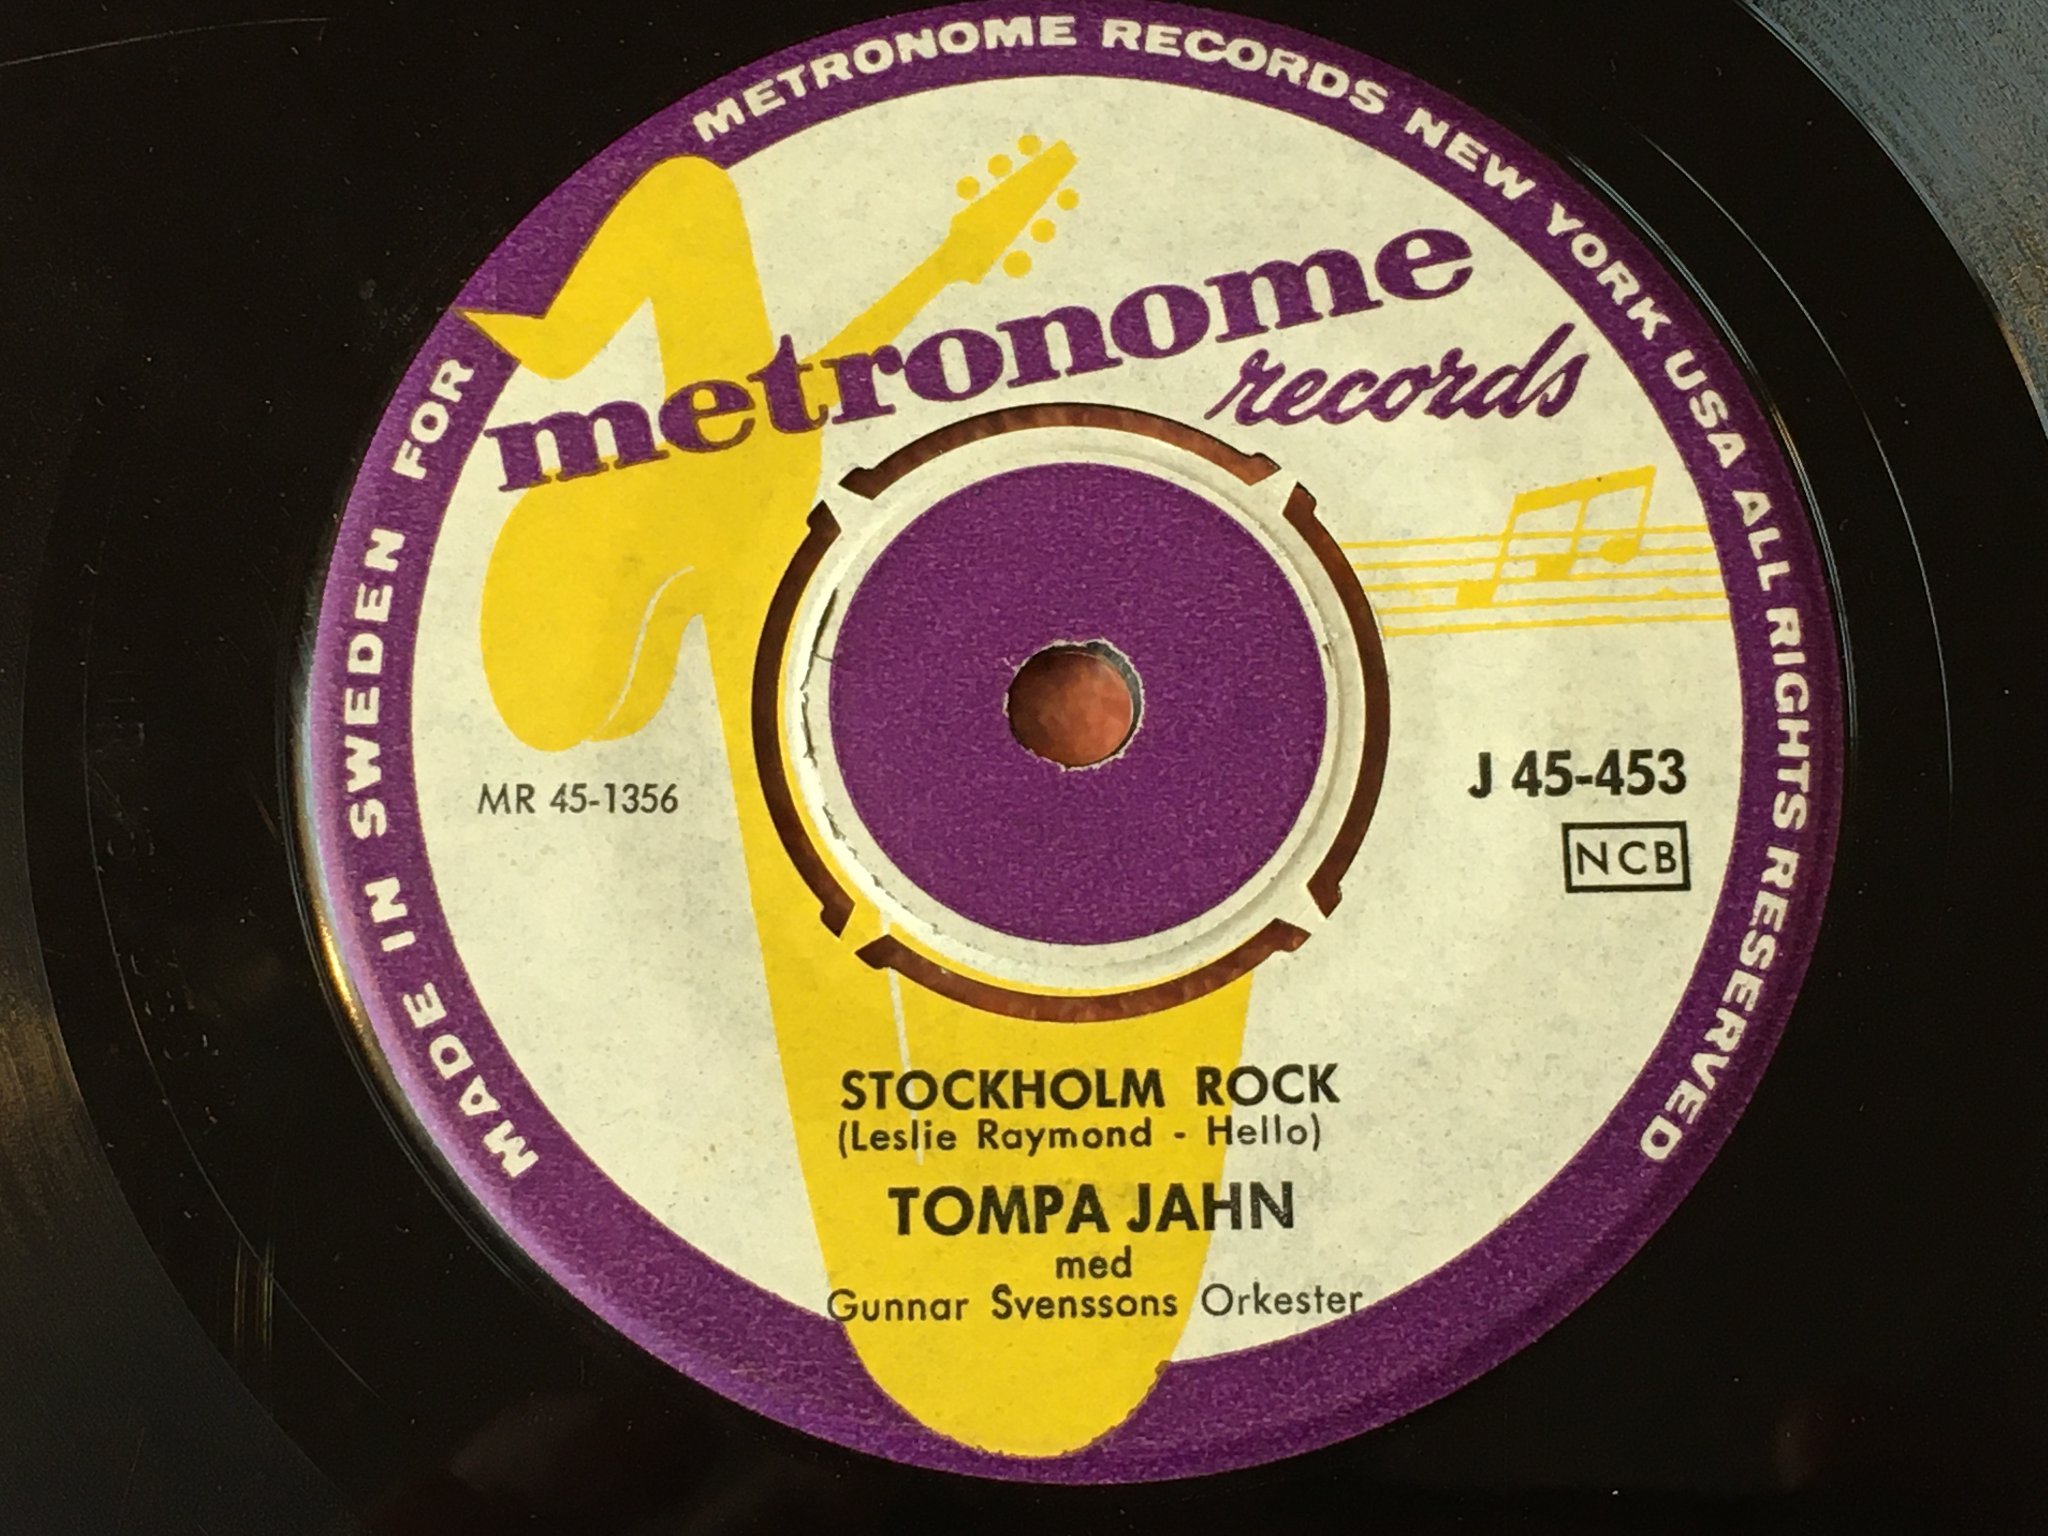 MADE IN SWEDEN FOR METRONOME RECORDS NEW YORK USA ALL RIGHTS RESERVED
metronome
records
MR 45-1356
J 45-453
NCB
STOCKHOLM ROCK
(Leslie Raymond - Hello)
TOMPA JAHN
med
Gunnar Svenssons Orkester